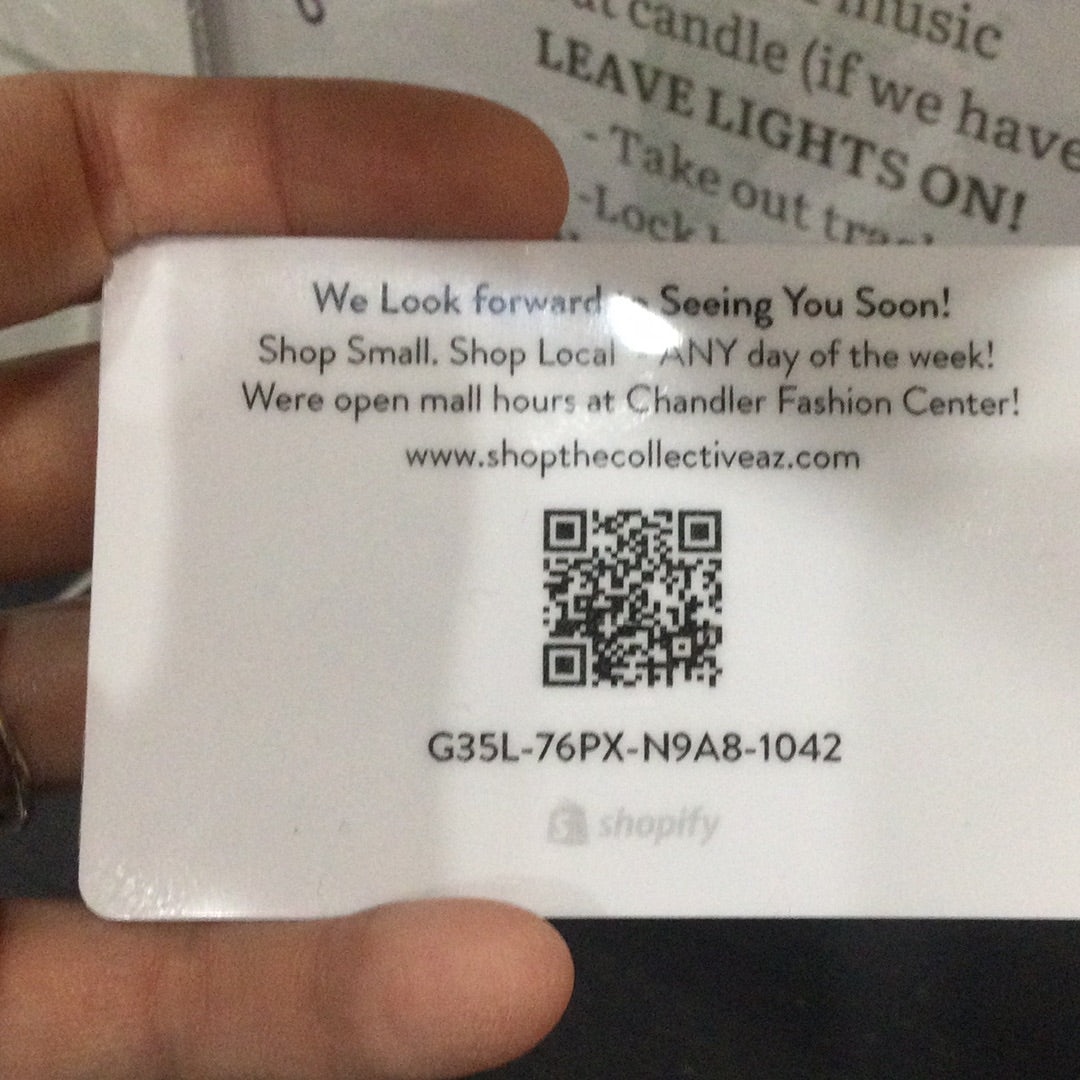 music
candle (if we have
LEAVE LIGHTS ON!
- Take out
-Lock
We Look forward Seeing You Soon!
Shop Small. Shop Local ANY day of the week!
Were open mall hours at Chandler Fashion Center!
www.shopthecollectiveaz.com
G35L-76PX-N9A8-1042
shopify